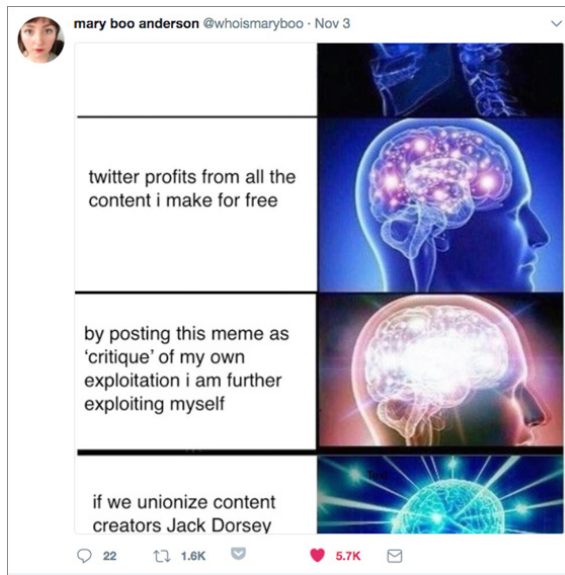 mary boo anderson @whoismaryboo · Nov 3
twitter profits from all the
content i make for free
by posting this meme as
'critique' of my own
exploitation i am further
exploiting myself
Text
if we unionize content
creators Jack Dorsey
22 1.6K 5.7K